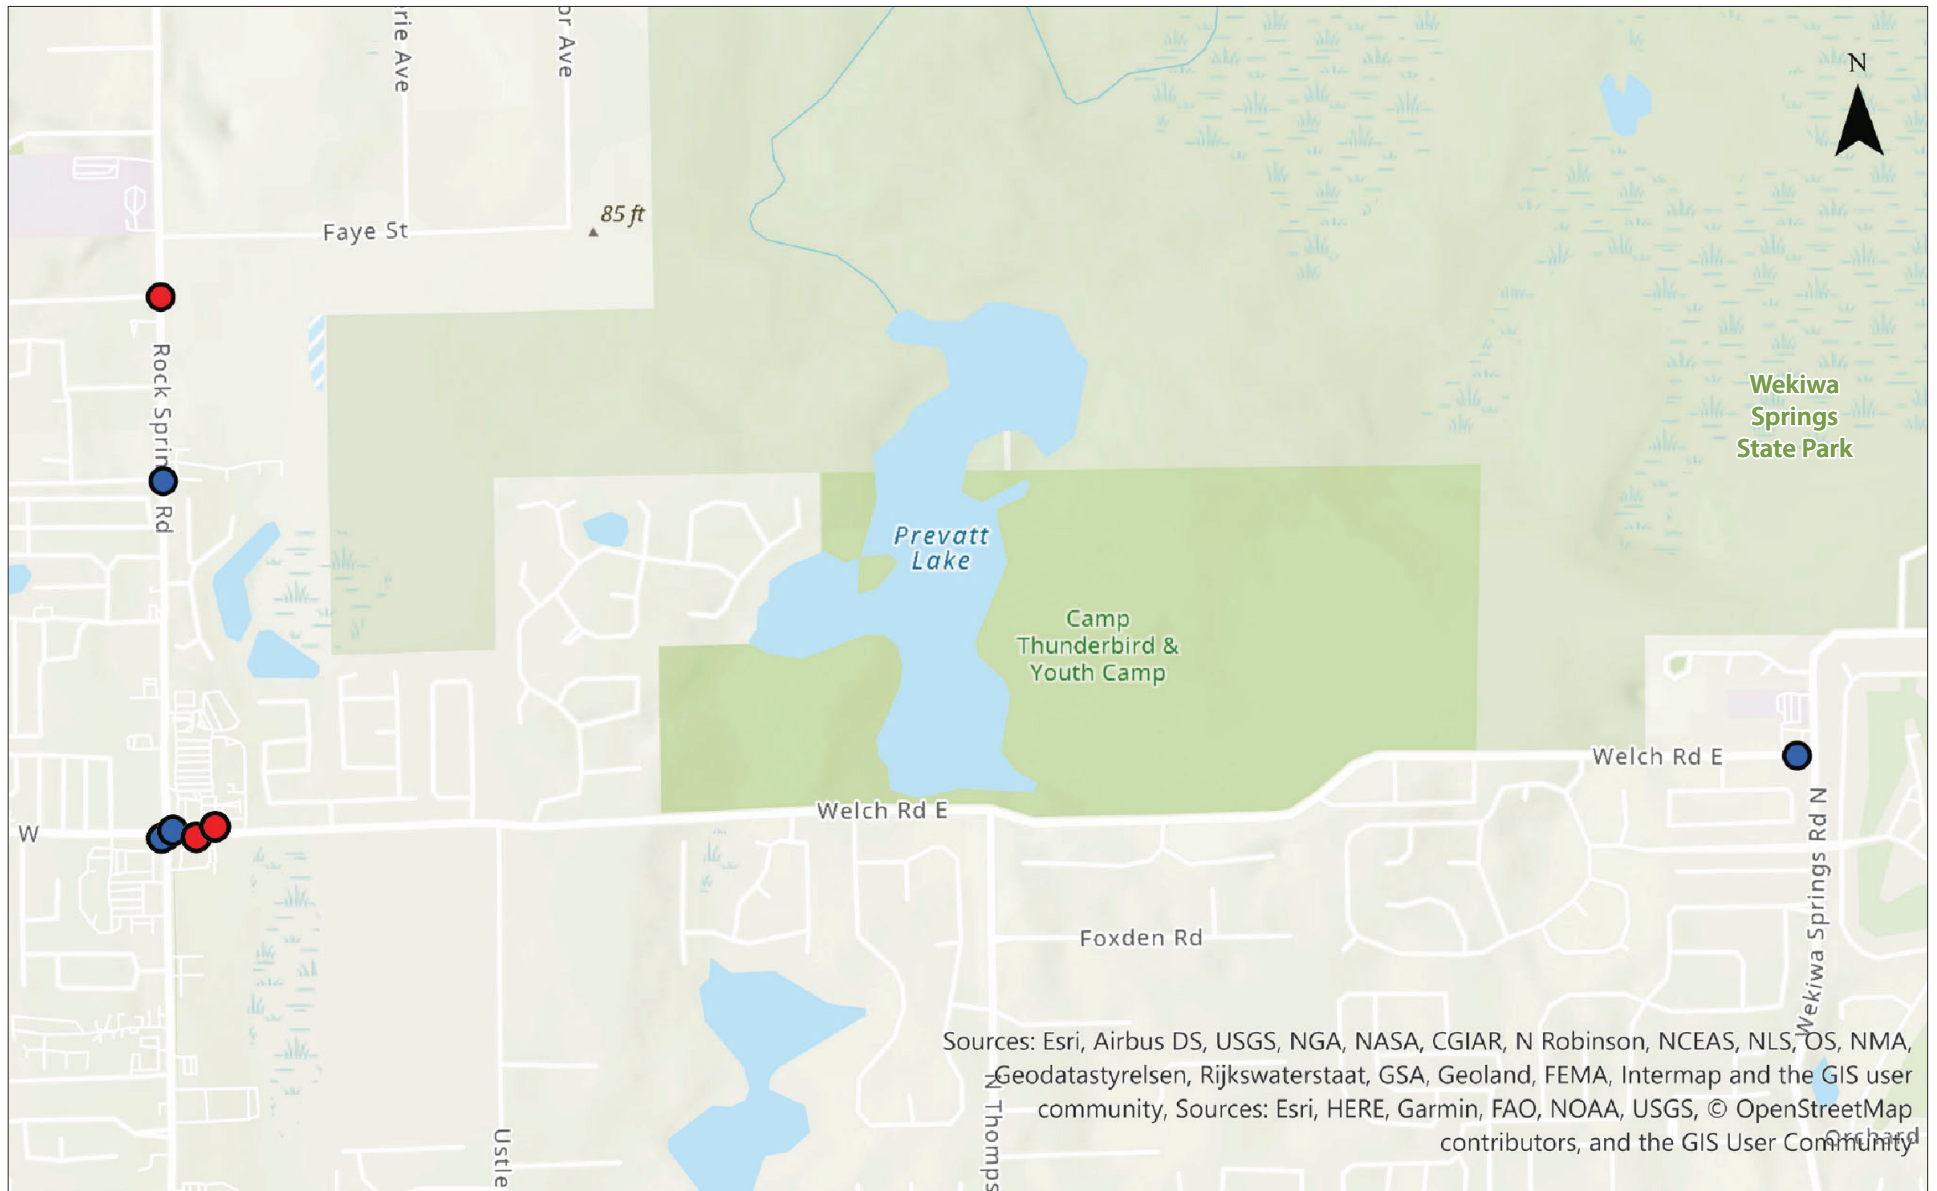 rie Ave
or Ave
N
Faye St
85 ft
Rock Sprin
Rd
Wekiwa
Springs
State Park
Prevatt
Lake
Camp
Thunderbird &
Youth Camp
Welch Rd E
Welch Rd E
W
Wekiwa Springs Rd N
Foxden Rd
Sources: Esri, Airbus DS, USGS, NGA, NASA, CGIAR, N Robinson, NCEAS, NLS, OS, NMA,
Geodatastyrelsen, Rijkswaterstaat, GSA, Geoland, FEMA, Intermap and the GIS user
community, Sources: Esri, HERE, Garmin, FAO, NOAA, USGS, © OpenStreetMap
contributors, and the GIS User Community
N Thomps
Ustle
Orchard